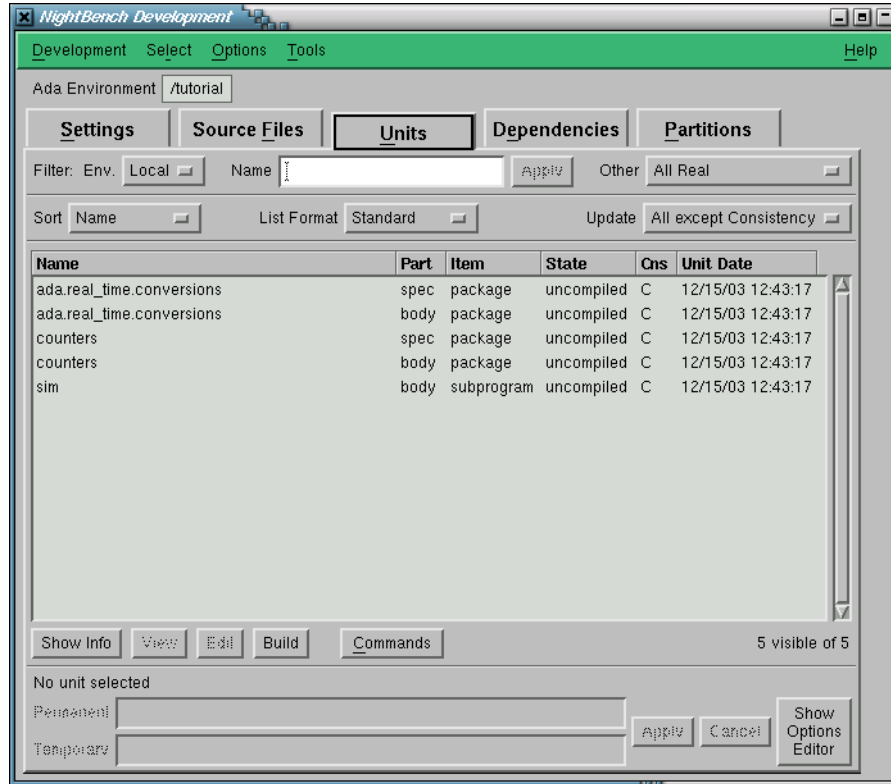 NightBench Development
Development Select Options Tools Help
Ada Environment /tutorial
Settings Source Files Units Dependencies Partitions
Filter: Env. Local Name Apply Other All Real
Sort Name List Format Standard Update All except Consistency
Name Part Item State Cns Unit Date
ada.real_time.conversions spec package uncompiled C 12/15/03 12:43:17
ada.real_time.conversions body package uncompiled C 12/15/03 12:43:17
counters spec package uncompiled C 12/15/03 12:43:17
counters body package uncompiled C 12/15/03 12:43:17
sim body subprogram uncompiled C 12/15/03 12:43:17
Show Info View Edit Build Commands 5 visible of 5
No unit selected
Permanent
Temporary
Apply Cancel
Show
Options
Editor